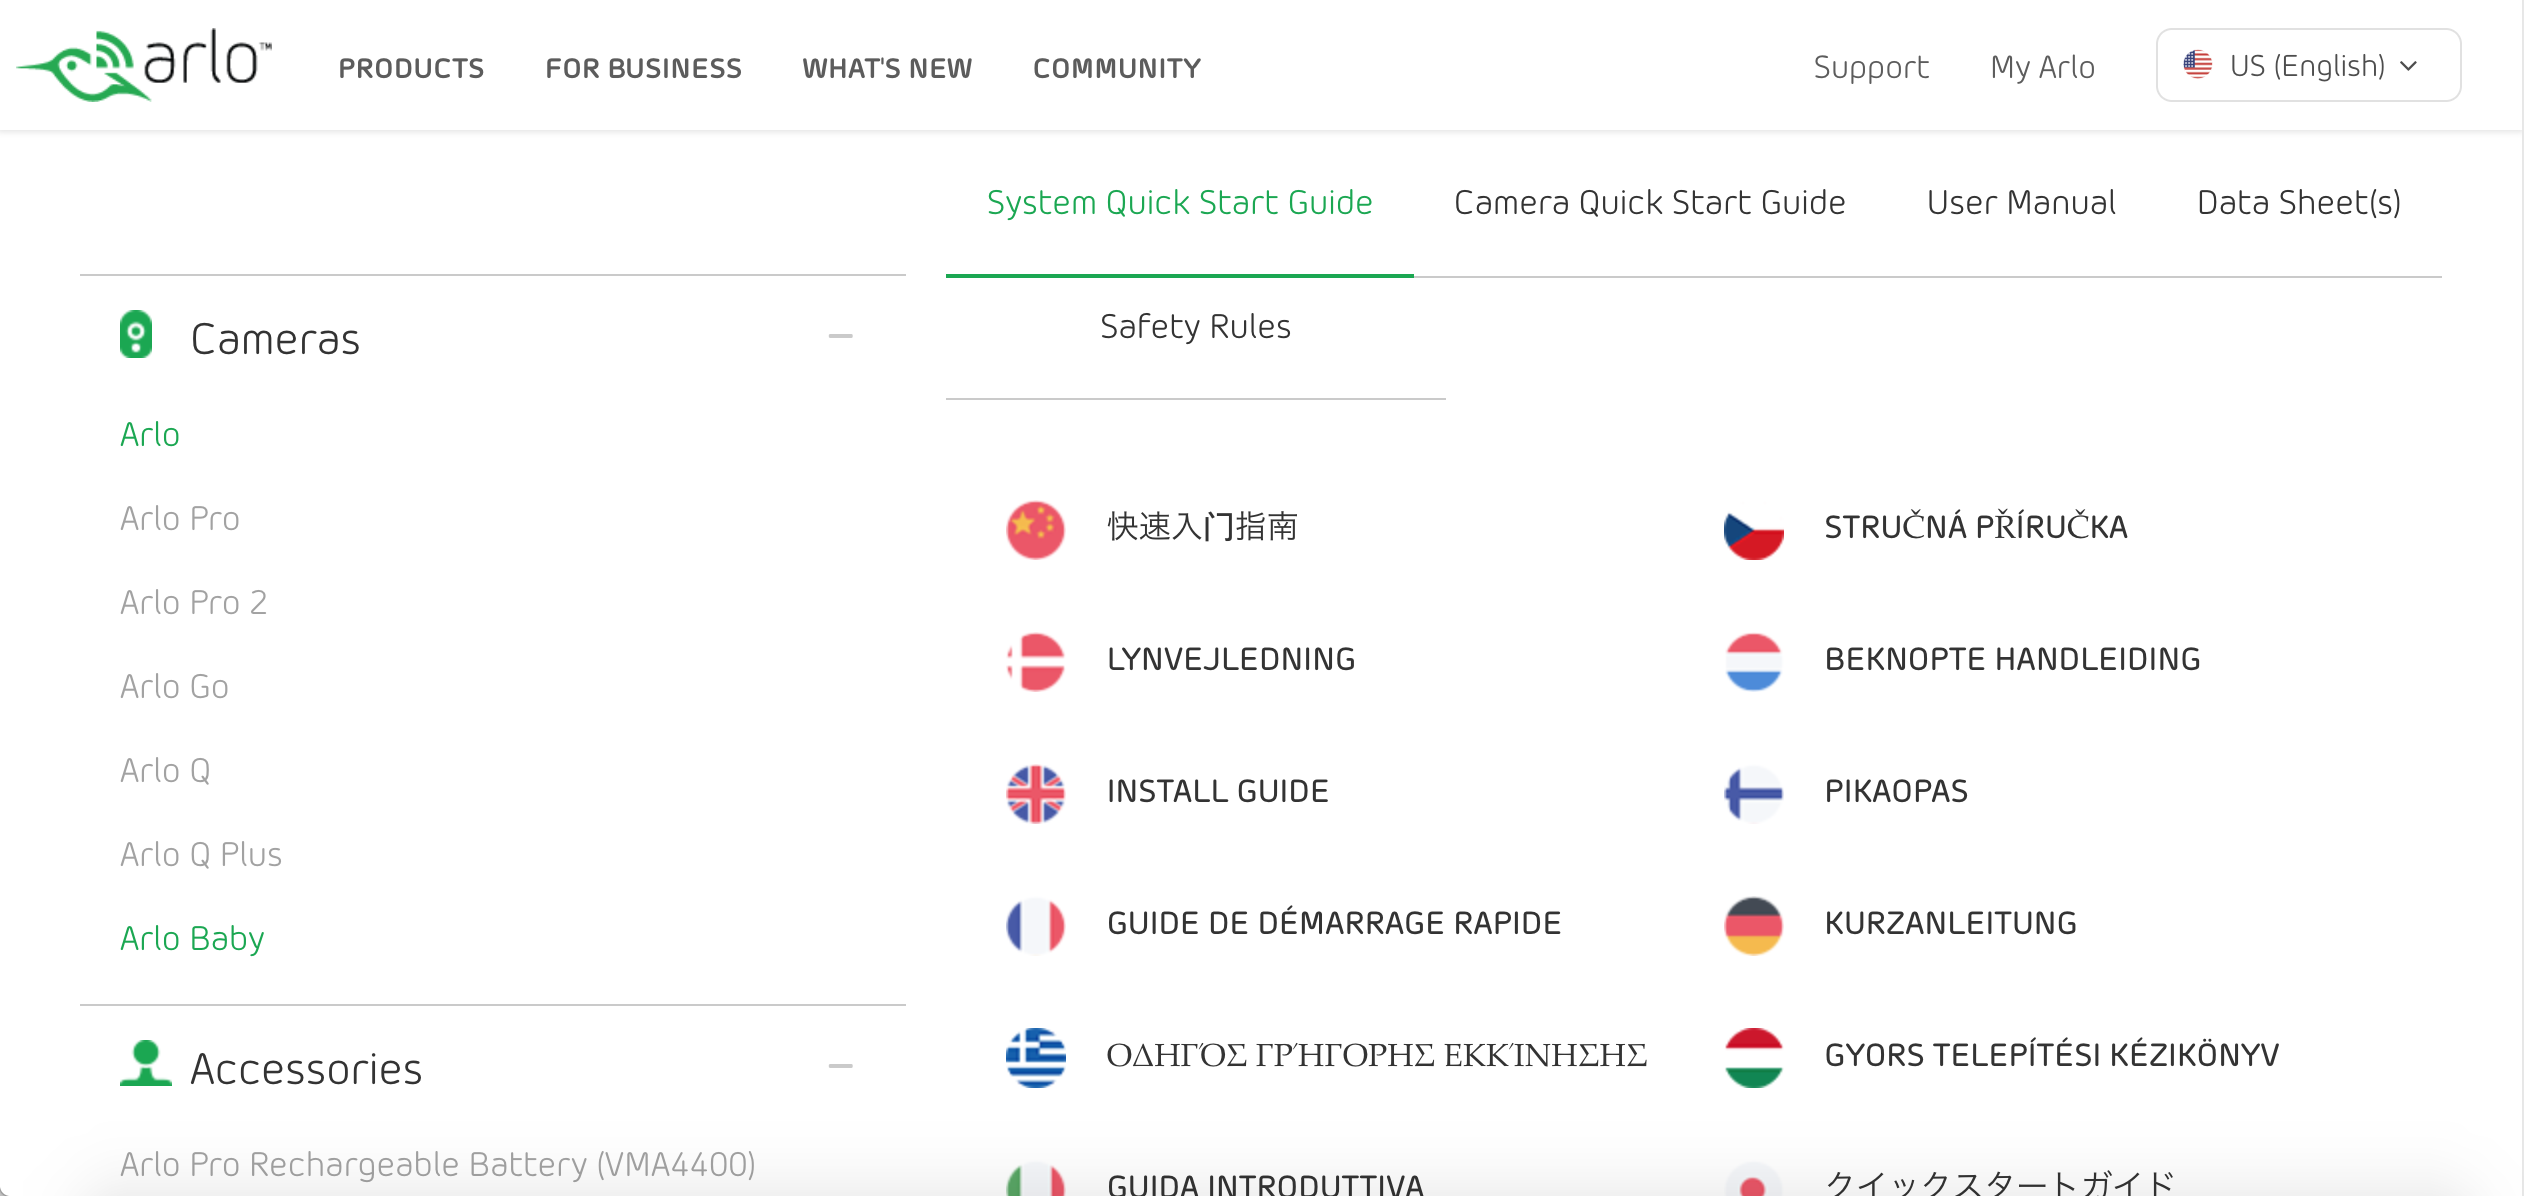 arlo™
PRODUCTS
FOR BUSINESS
WHAT'S NEW
COMMUNITY
Support
My Arlo
US (English)
System Quick Start Guide
Camera Quick Start Guide
User Manual
Data Sheet(s)
Safety Rules
Cameras
Arlo
Arlo Pro
Arlo Pro 2
Arlo Go
Arlo Q
Arlo Q Plus
Arlo Baby
Accessories
Arlo Pro Rechargeable Battery (VMA4400)
快速入门指南
STRUČNÁ PŘÍRUČKA
LYNVEJLEDNING
BEKNOPTE HANDLEIDING
INSTALL GUIDE
PIKAOPAS
GUIDE DE DÉMARRAGE RAPIDE
KURZANLEITUNG
ΟΔΗΓΌΣ ΓΡΉΓΟΡΗΣ ΕΚΚΊΝΗΣΗΣ
GYORS TELEPÍTÉSI KÉZIKÖNYV
GUIDA INTRODUTTIVA
クイックスタートガイド